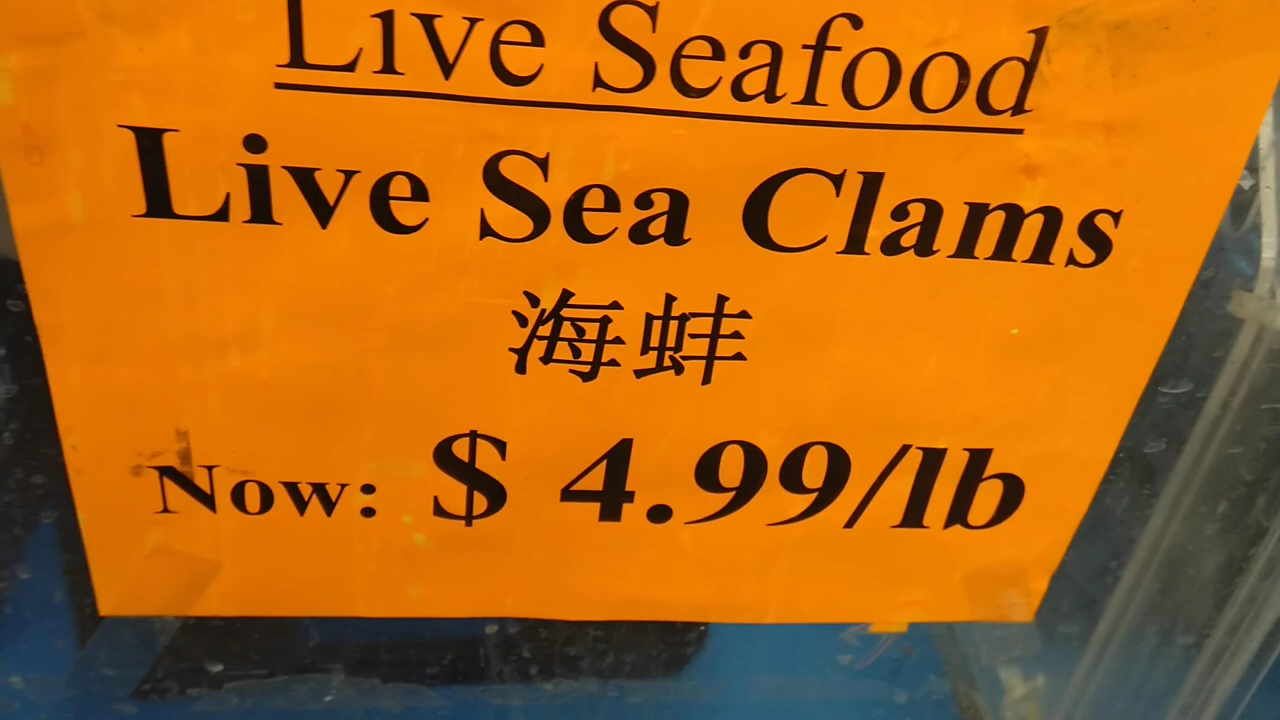 Live Seafood
Live Sea Clams
海蚌
Now: $ 4.99/lb